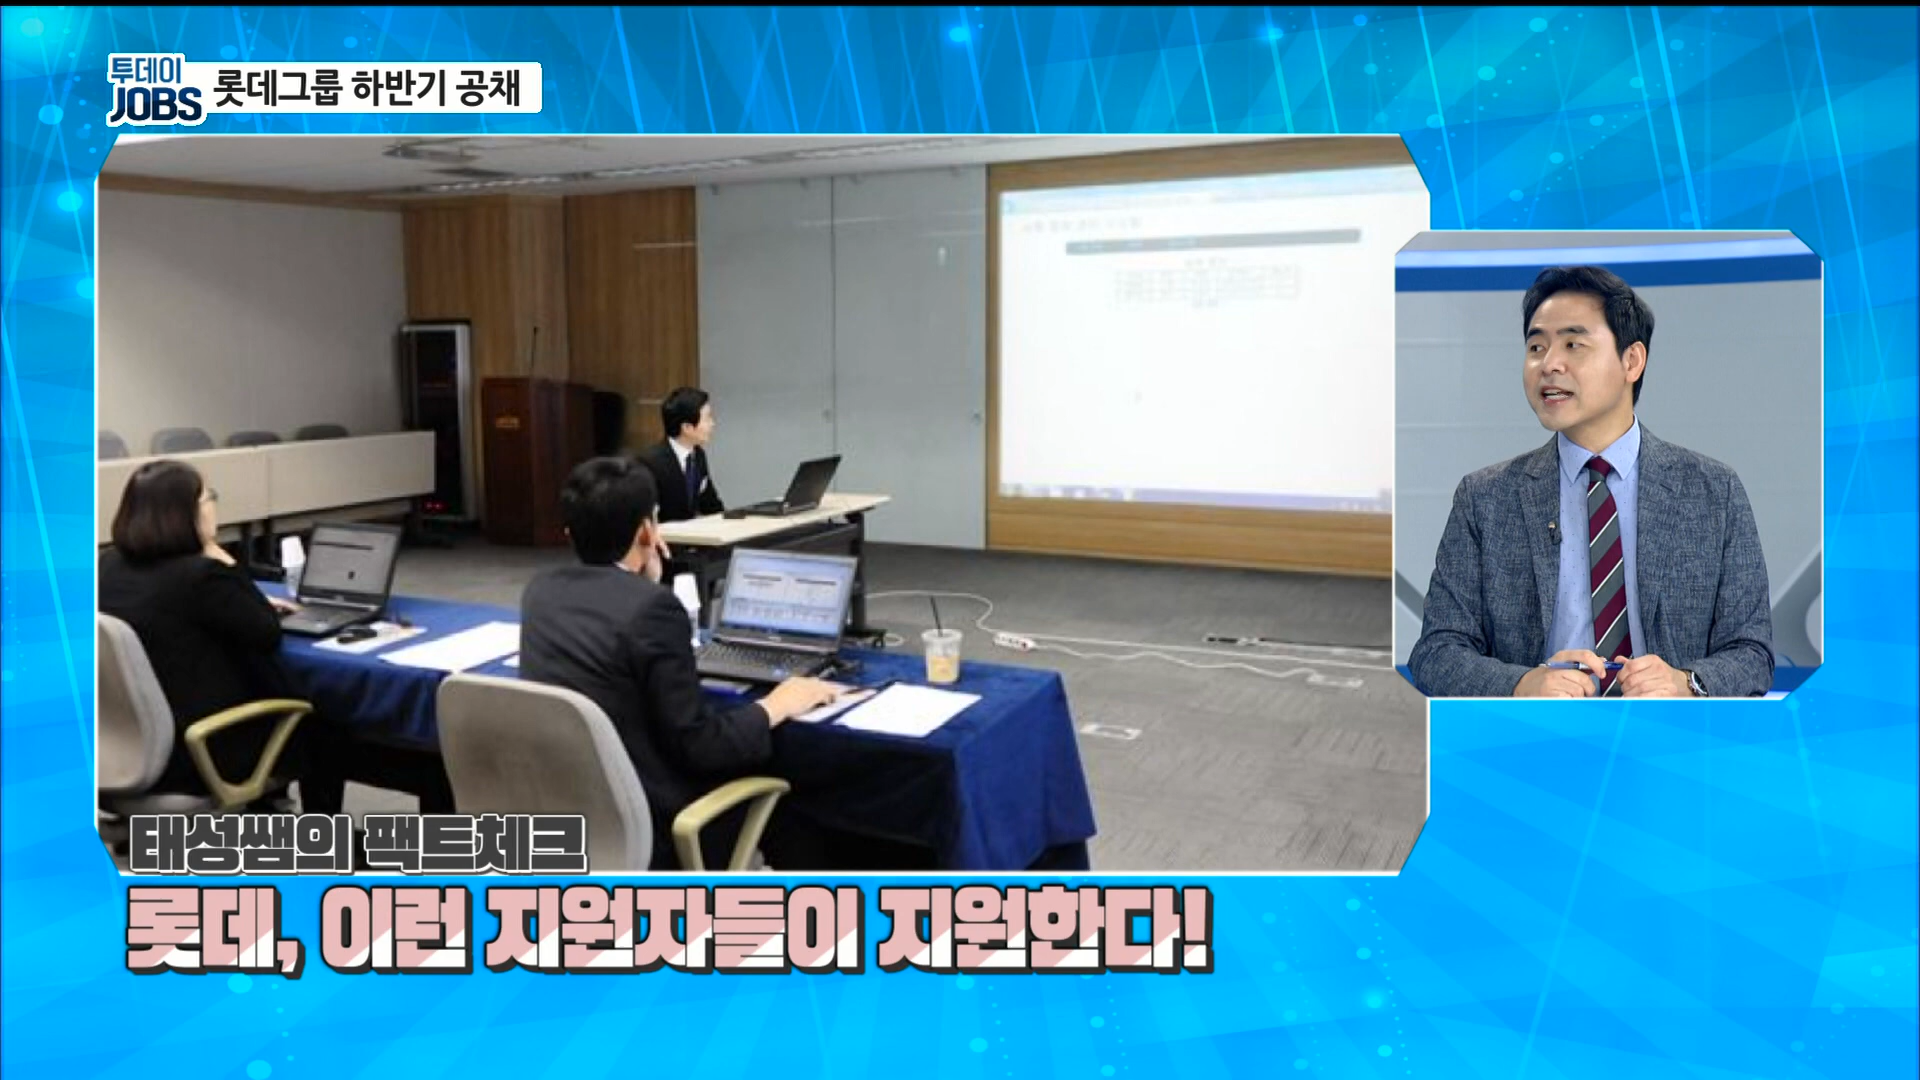 투데이
JOBS
롯데그룹 하반기 공채
태성쌤의 팩트체크
롯데, 이런 지원자들이 지원한다!